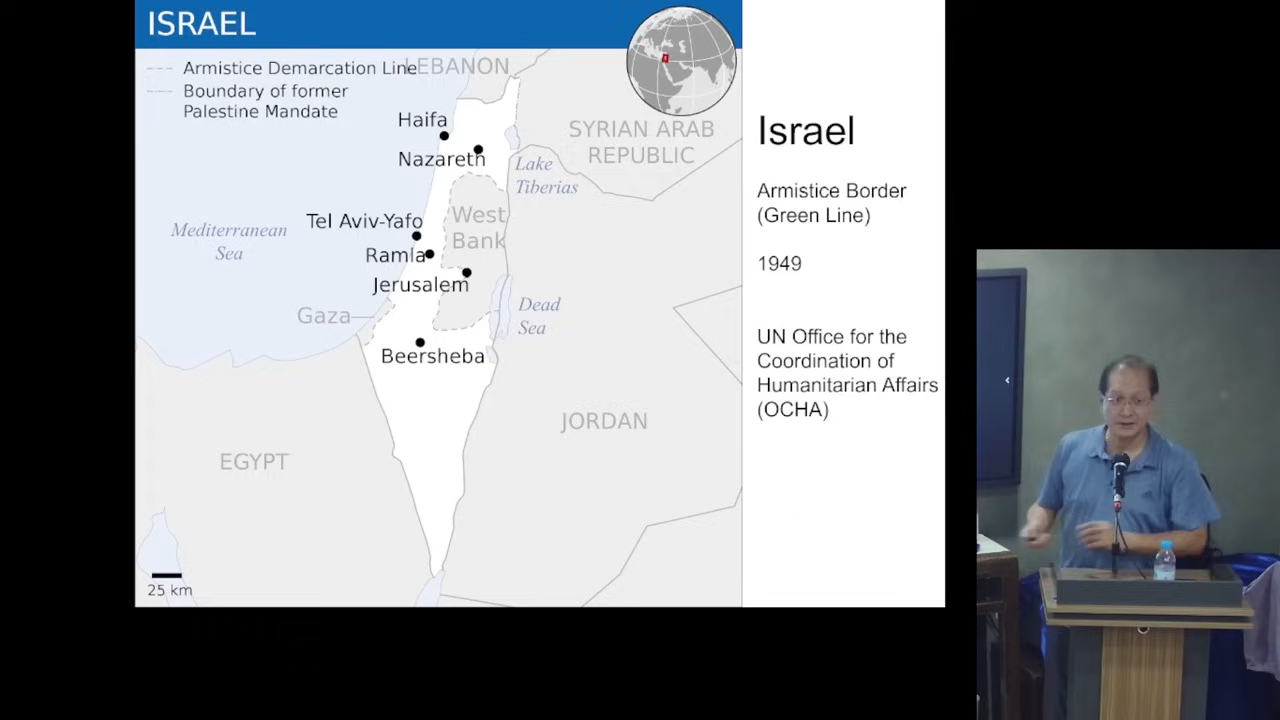 ISRAEL
Armistice Demarcation Line
Boundary of former
Palestine Mandate
LEBANON
SYRIAN ARAB
REPUBLIC
Haifa
Nazareth
Lake
Tiberias
Mediterranean
Sea
Tel Aviv-Yafo
West
Bank
Ramla
Jerusalem
Gaza
Dead
Sea
Beersheba
JORDAN
EGYPT
25 km
Israel
Armistice Border
(Green Line)
1949
UN Office for the
Coordination of
Humanitarian Affairs
(OCHA)